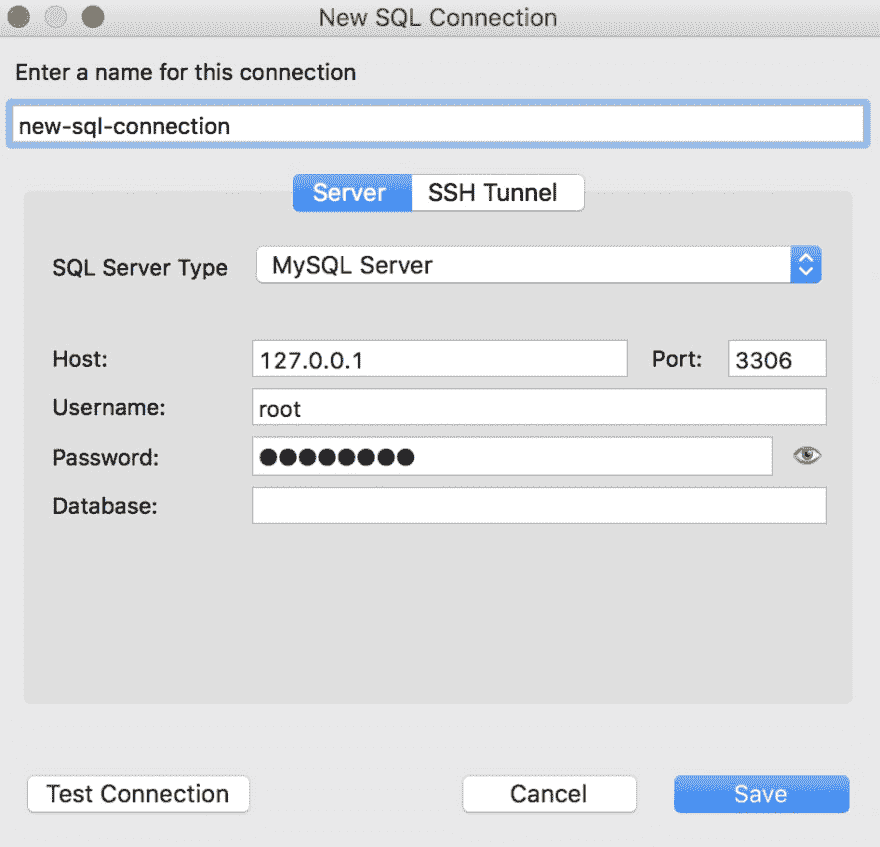 New SQL Connection
Enter a name for this connection
new-sql-connection
Server SSH Tunnel
SQL Server Type MySQL Server
Host: 127.0.0.1 Port: 3306
Username: root
Password: ●●●●●●●●
Database:
Test Connection Cancel Save